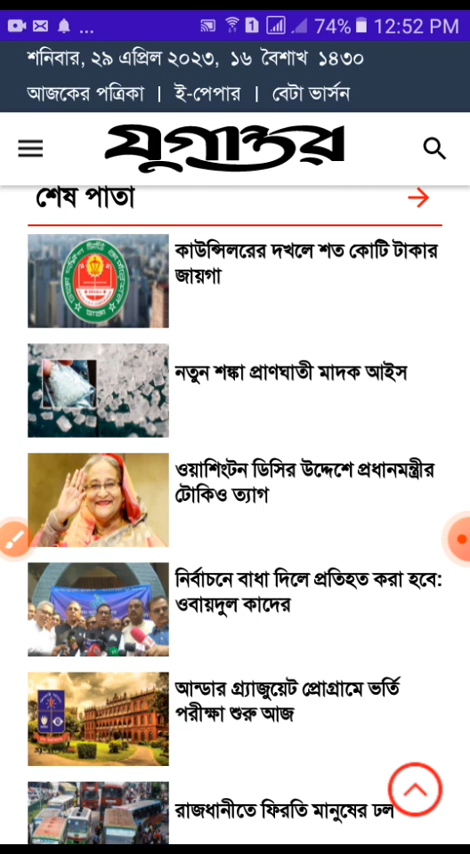 74% 12:52 PM
শনিবার, ২৯ এপ্রিল ২০২৩, ১৬ বৈশাখ ১৪৩০
আজকের পত্রিকা | ই-পেপার | বেটা ভার্সন
যুগান্তর
শেষ পাতা
কাউন্সিলরের দখলে শত কোটি টাকার
জায়গা
নতুন শঙ্কা প্রাণঘাতী মাদক আইস
ওয়াশিংটন ডিসির উদ্দেশে প্রধানমন্ত্রীর
টোকিও ত্যাগ
নির্বাচনে বাধা দিলে প্রতিহত করা হবে:
ওবায়দুল কাদের
আন্ডার গ্র্যাজুয়েট প্রোগ্রামে ভর্তি
পরীক্ষা শুরু আজ
রাজধানীতে ফিরতি মানুষের ঢল